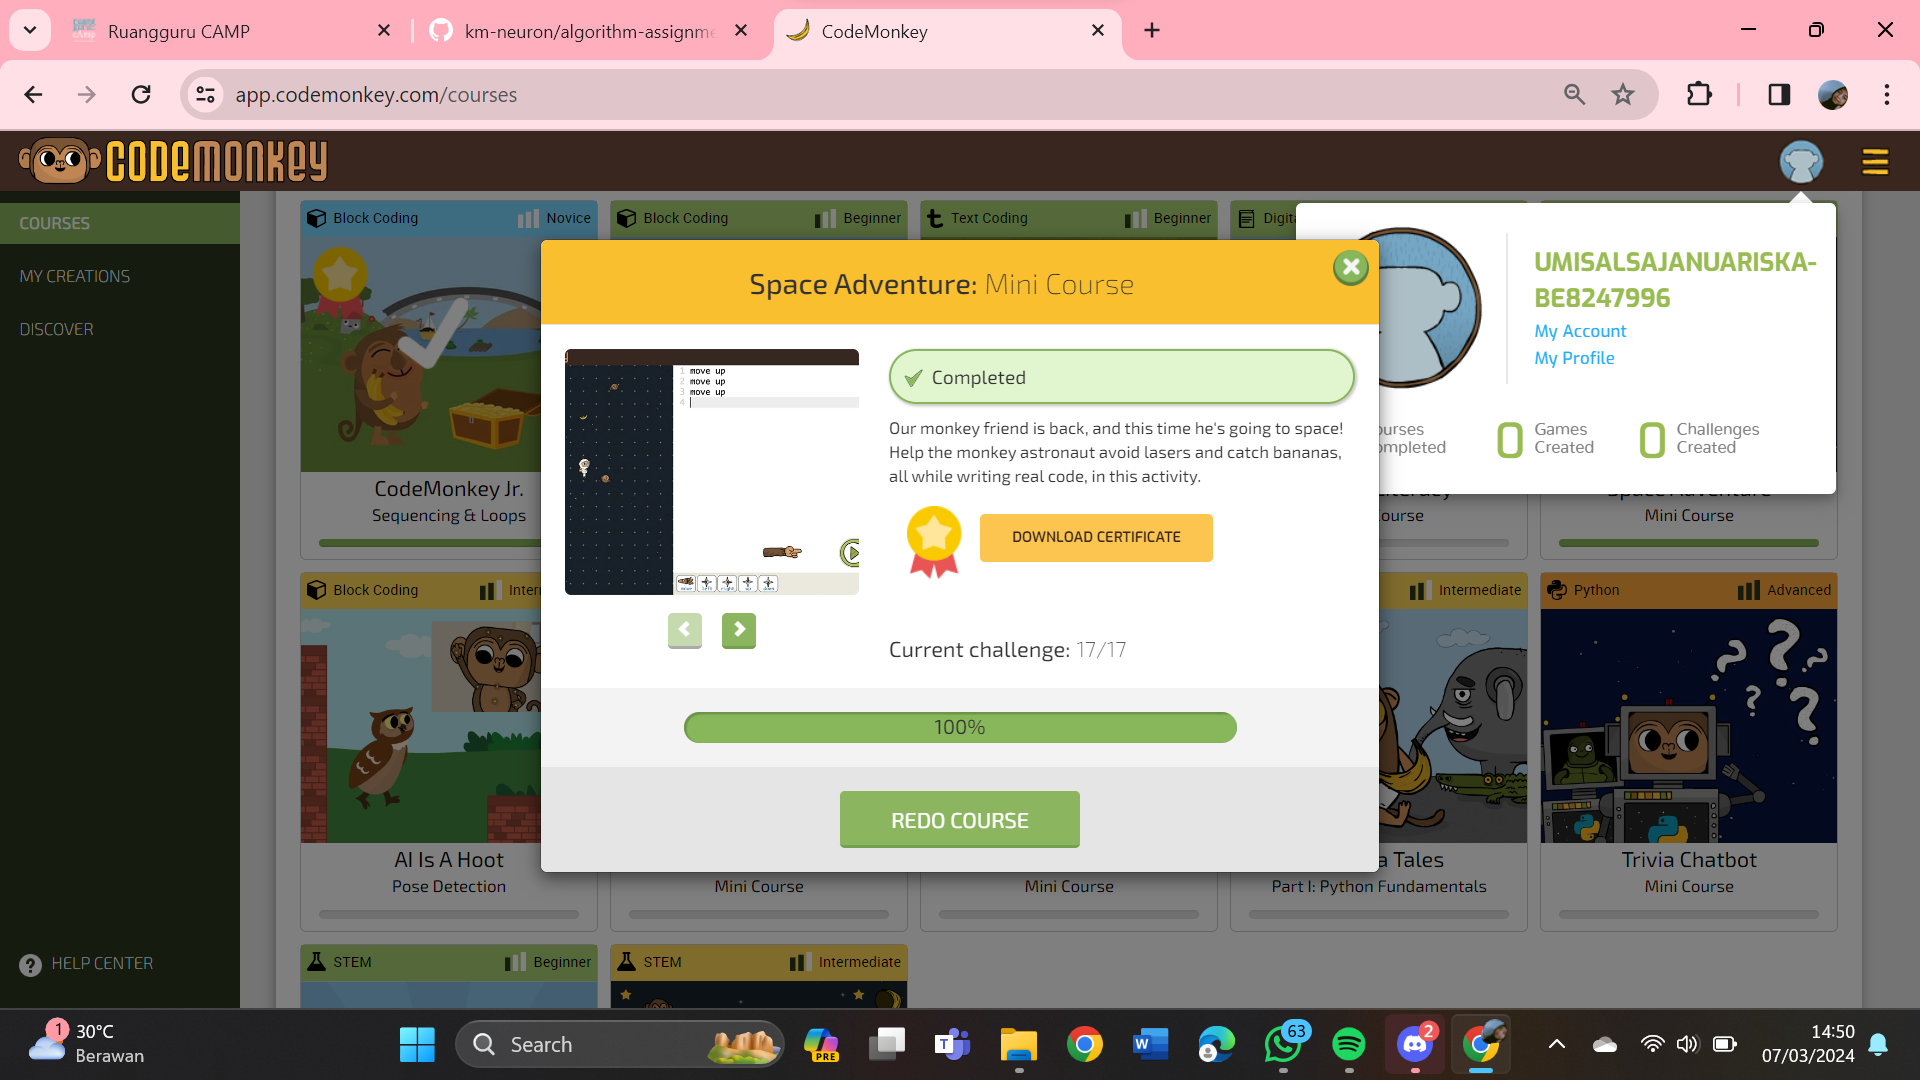 Ruangguru CAMP
km-neuron/algorithm-assignme
CodeMonkey
app.codemonkey.com/courses
CODEMONKEY
COURSES
MY CREATIONS
DISCOVER
HELP CENTER
Block Coding Novice
Block Coding Beginner
Text Coding Beginner
Digita
UMISALSAJANUARISKA-
BE8247996
My Account
My Profile
ourses
mpleted
0 Games
Created
0 Challenges
Created
Space Adventure: Mini Course
1 move up
2 move up
3 move up
4
Completed
Our monkey friend is back, and this time he's going to space!
Help the monkey astronaut avoid lasers and catch bananas,
all while writing real code, in this activity.
DOWNLOAD CERTIFICATE
Current challenge: 17/17
100%
REDO COURSE
CodeMonkey Jr.
Sequencing & Loops
ourse
Space Adventure
Mini Course
Block Coding Inter
Intermediate
Python Advanced
AI Is A Hoot
Pose Detection
Mini Course
Mini Course
a Tales
Part I: Python Fundamentals
Trivia Chatbot
Mini Course
STEM Beginner
STEM Intermediate
1
30°C
Berawan
Search
PRE
63
2
14:50
07/03/2024